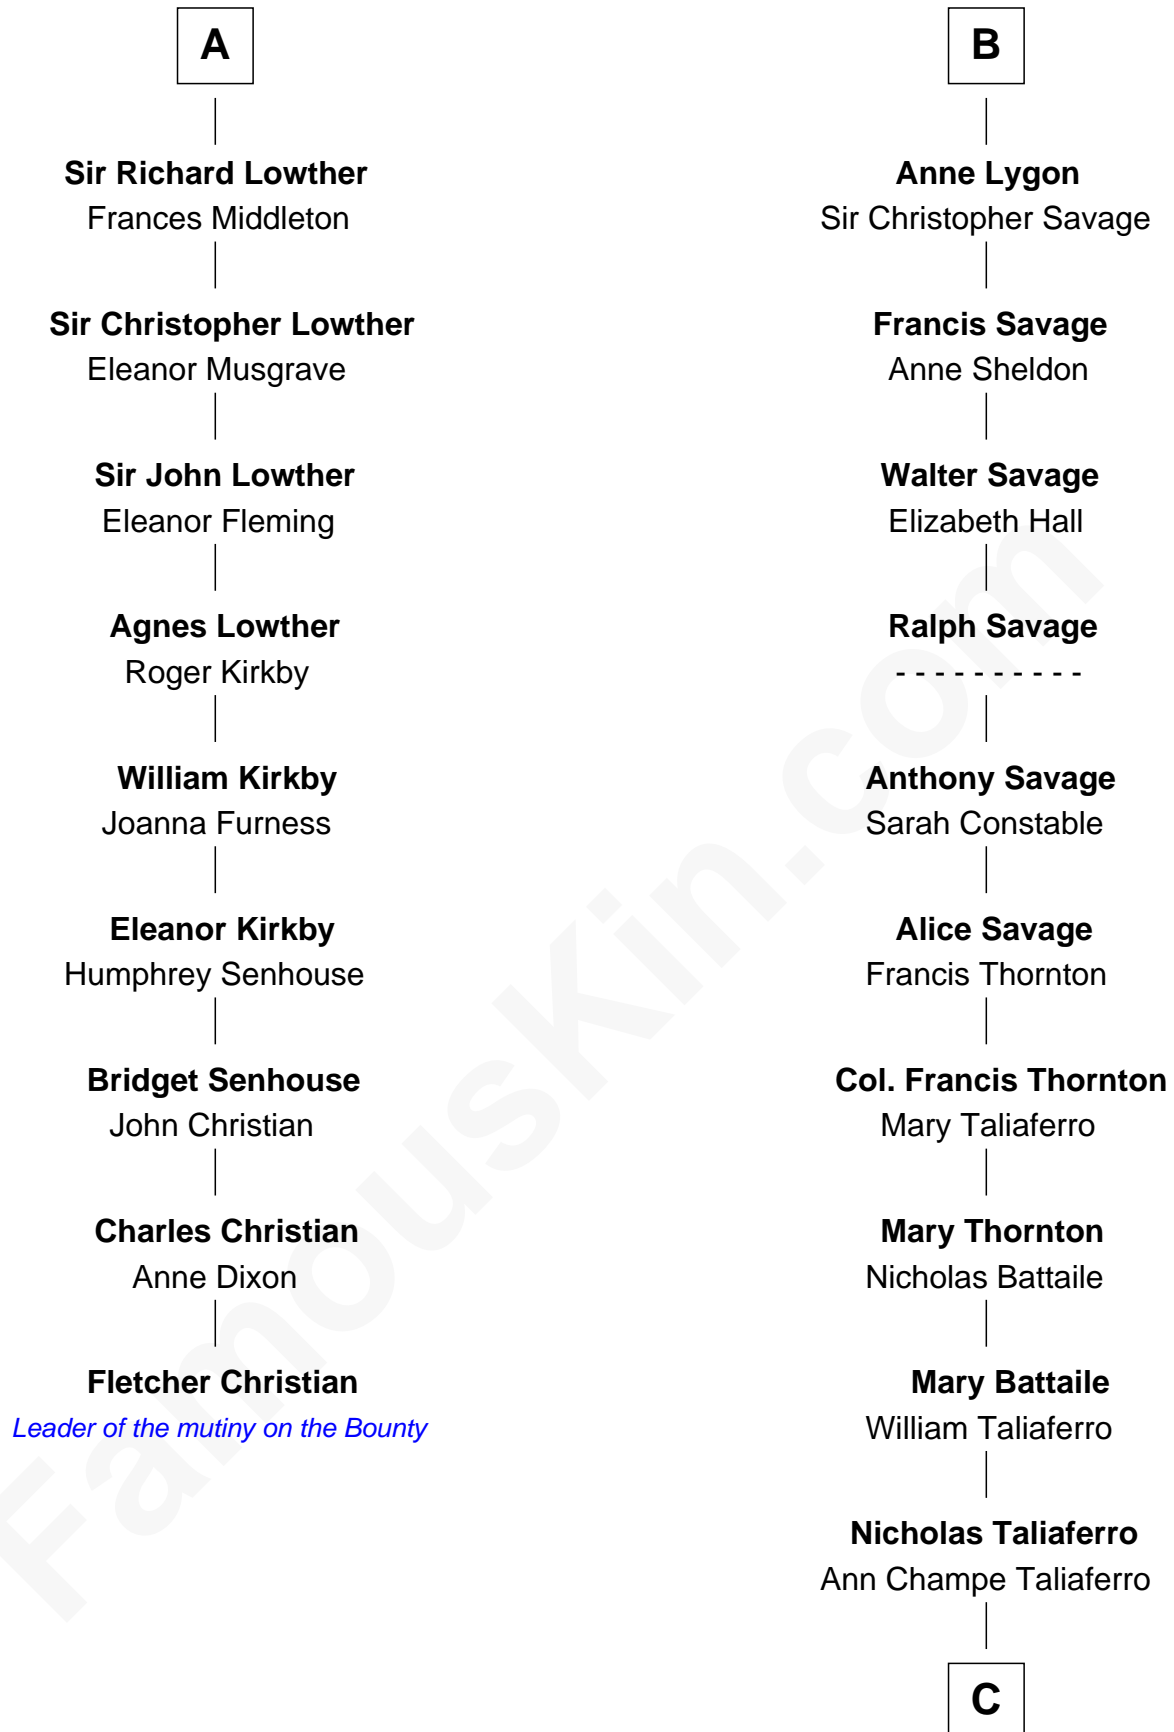 A
Sir Richard Lowther
Frances Middleton
Sir Christopher Lowther
Eleanor Musgrave
Sir John Lowther
Eleanor Fleming
Agnes Lowther
Roger Kirkby
William Kirkby
Joanna Furness
Eleanor Kirkby
Humphrey Senhouse
Bridget Senhouse
John Christian
Charles Christian
Anne Dixon
Fletcher Christian
Leader of the mutiny on the Bounty
B
Anne Lygon
Sir Christopher Savage
Francis Savage
Anne Sheldon
Walter Savage
Elizabeth Hall
Ralph Savage
- - - - - - - - - -
Anthony Savage
Sarah Constable
Alice Savage
Francis Thornton
Col. Francis Thornton
Mary Taliaferro
Mary Thornton
Nicholas Battaile
Mary Battaile
William Taliaferro
Nicholas Taliaferro
Ann Champe Taliaferro
C
FamousKin.com